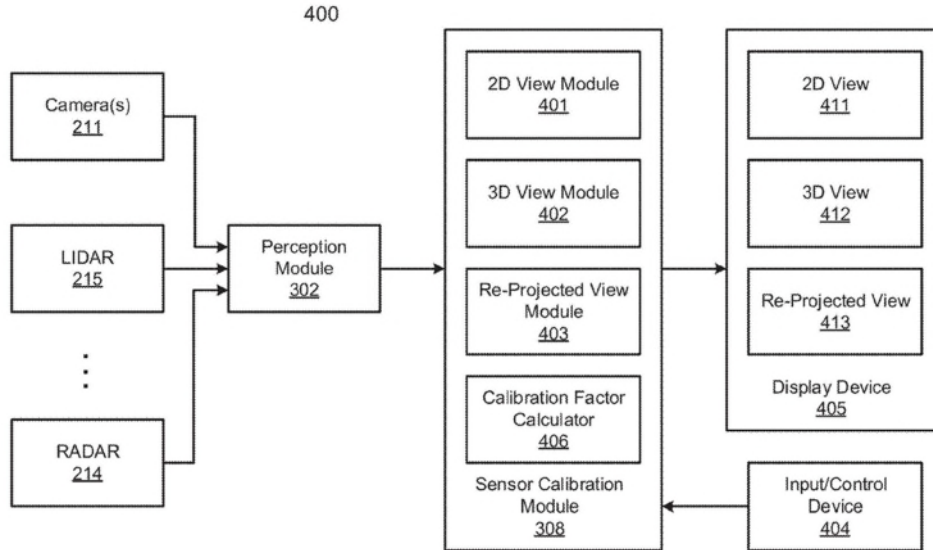 400
Camera(s)
211
LIDAR
215
RADAR
214
Perception
Module
302
2D View Module
401
3D View Module
402
Re-Projected View
Module
403
Calibration Factor
Calculator
406
Sensor Calibration
Module
308
2D View
411
3D View
412
Re-Projected View
413
Display Device
405
Input/Control
Device
404